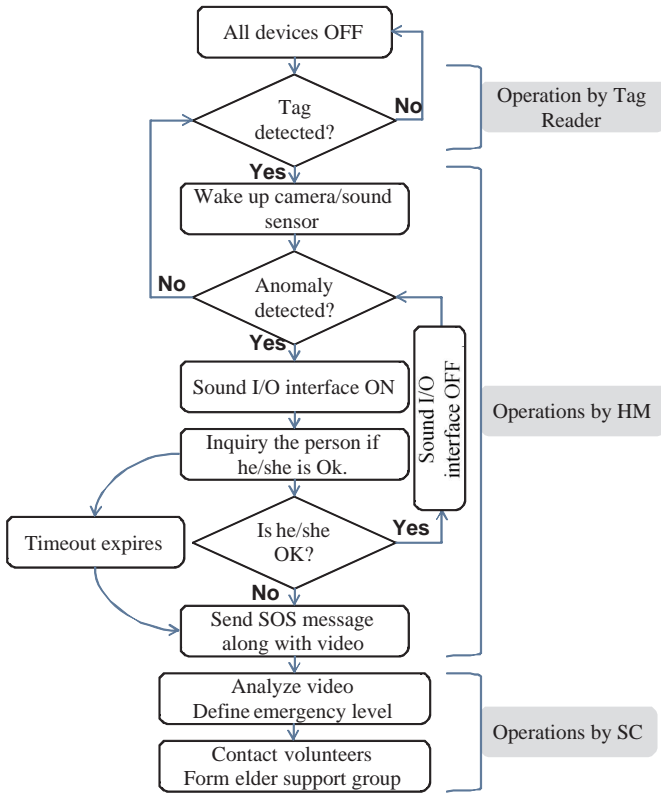 All devices OFF
Tag
detected?
No
Operation by Tag
Reader
Yes
Wake up camera/sound
sensor
No
Anomaly
detected?
Yes
Sound I/O interface ON
Sound I/O
interface OFF
Operations by HM
Inquiry the person if
he/she is Ok.
Timeout expires
Is he/she
OK?
Yes
No
Send SOS message
along with video
Analyze video
Define emergency level
Operations by SC
Contact volunteers
Form elder support group